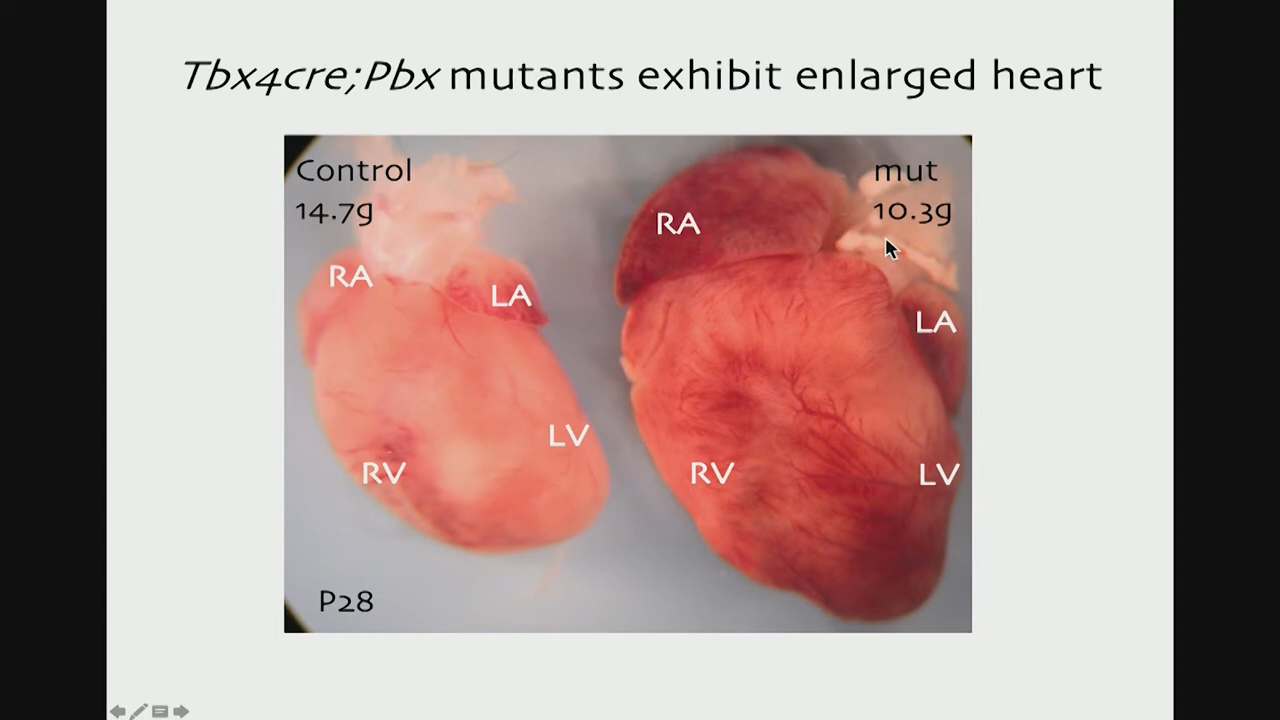 Tbx4cre;Pbx mutants exhibit enlarged heart
Control
14.7g
mut
10.3g
RA
LA
RA
LA
LV
RV
RV
LV
P28